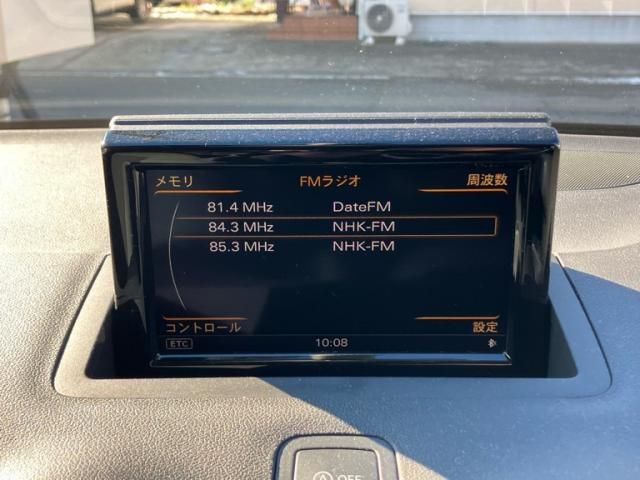 メモリ FMラジオ 周波数
81.4 MHz DateFM
84.3 MHz NHK-FM
85.3 MHz NHK-FM
コントロール 設定
ETC 10:08
A OFF